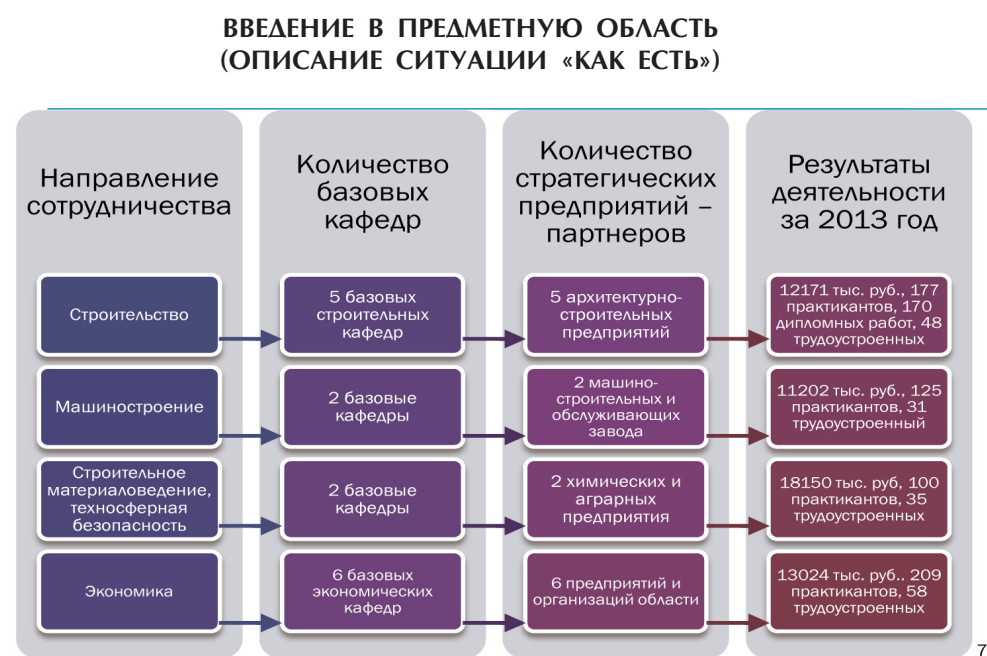 ВВЕДЕНИЕ В ПРЕДМЕТНУЮ ОБЛАСТЬ
(ОПИСАНИЕ СИТУАЦИИ «КАК ЕСТЬ»)
Направление
сотрудничества
Количество
базовых
кафедр
Количество
стратегических
предприятий –
партнеров
Результаты
деятельности
за 2013 год
Строительство
5 базовых
строительных
кафедр
5 архитектурно-
строительных
предприятий
12171 тыс. руб., 177
практикантов, 170
дипломных работ, 48
трудоустроенных
Машиностроение
2 базовые
кафедры
2 машино-
строительных и
обслуживающих
завода
11202 тыс. руб., 125
практикантов, 31
трудоустроенный
Строительное
материаловедение,
техносферная
безопасность
2 базовые
кафедры
2 химических и
аграрных
предприятия
18150 тыс. руб, 100
практикантов, 35
трудоустроенных
Экономика
6 базовых
экономических
кафедр
6 предприятий и
организаций области
13024 тыс. руб.. 209
практикантов, 58
трудоустроенных
7